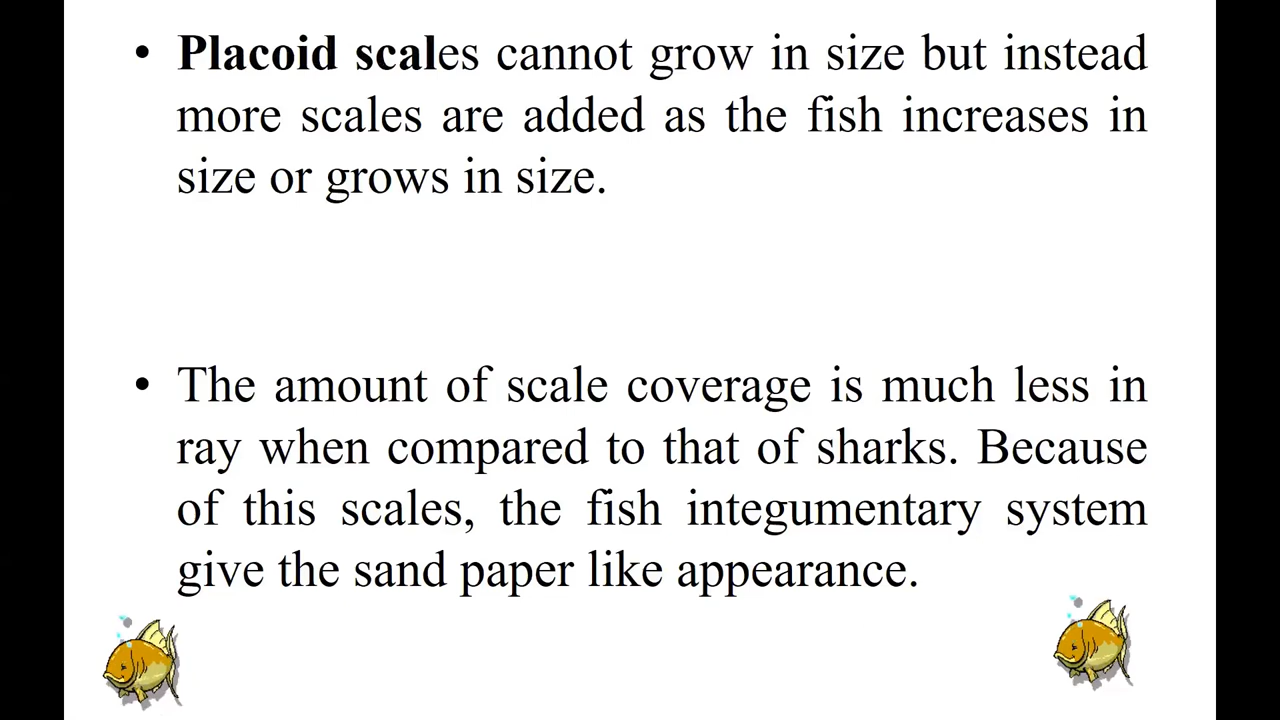 • Placoid scales cannot grow in size but instead
more scales are added as the fish increases in
size or grows in size.
• The amount of scale coverage is much less in
ray when compared to that of sharks. Because
of this scales, the fish integumentary system
give the sand paper like appearance.